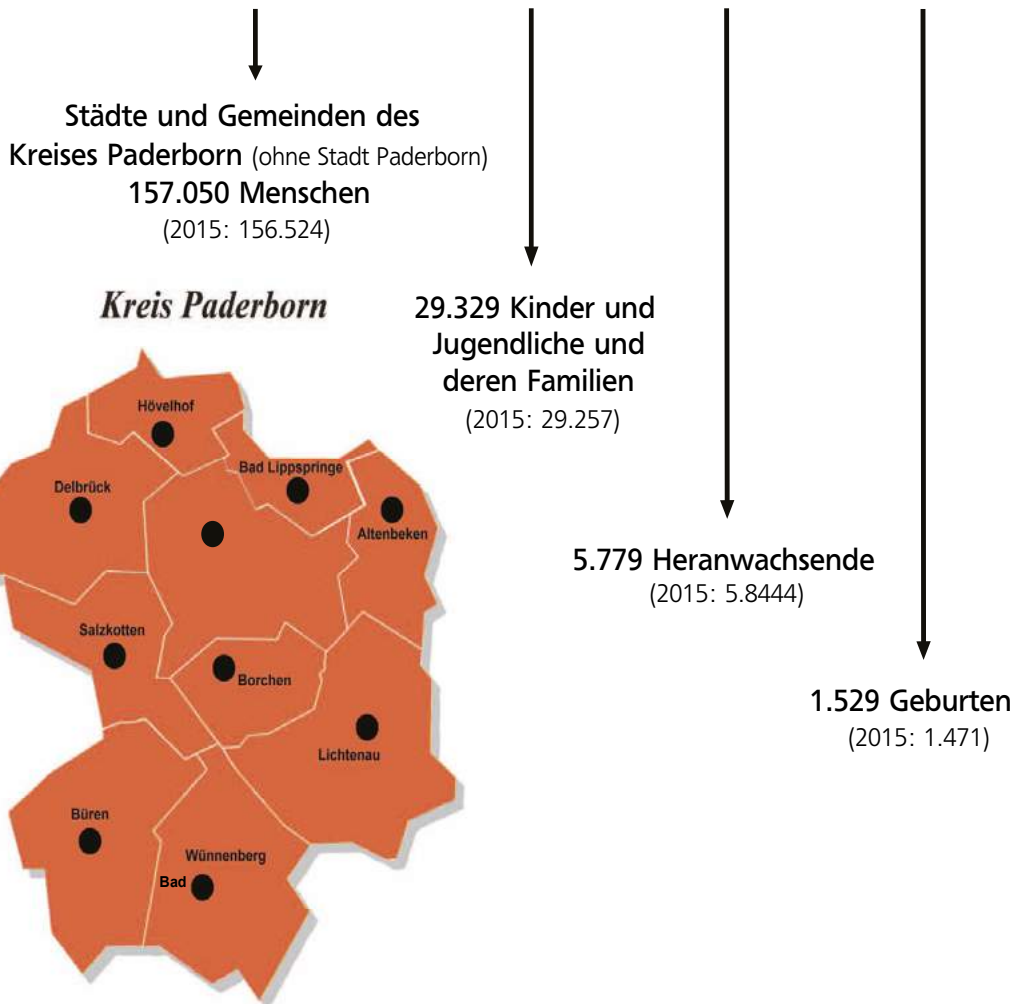 Städte und Gemeinden des
Kreises Paderborn (ohne Stadt Paderborn)
157.050 Menschen
(2015: 156.524)
Kreis Paderborn
29.329 Kinder und
Jugendliche und
deren Familien
(2015: 29.257)
Hövelhof
Bad Lippspringe
Delbrück
Altenbeken
5.779 Heranwachsende
(2015: 5.8444)
Salzkotten
Borchen
1.529 Geburten
(2015: 1.471)
Lichtenau
Büren
Wünnenberg
Bad